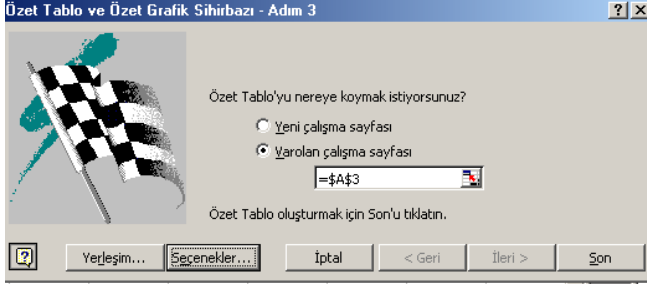 Özet Tablo ve Özet Grafik Sihirbazı - Adım 3
Özet Tablo'yu nereye koymak istiyorsunuz?
Yeni çalışma sayfası
Varolan çalışma sayfası
=$A$3
Özet Tablo oluşturmak için Son'u tıklatın.
Yerleşim... Seçenekler... İptal < Geri İleri > Son